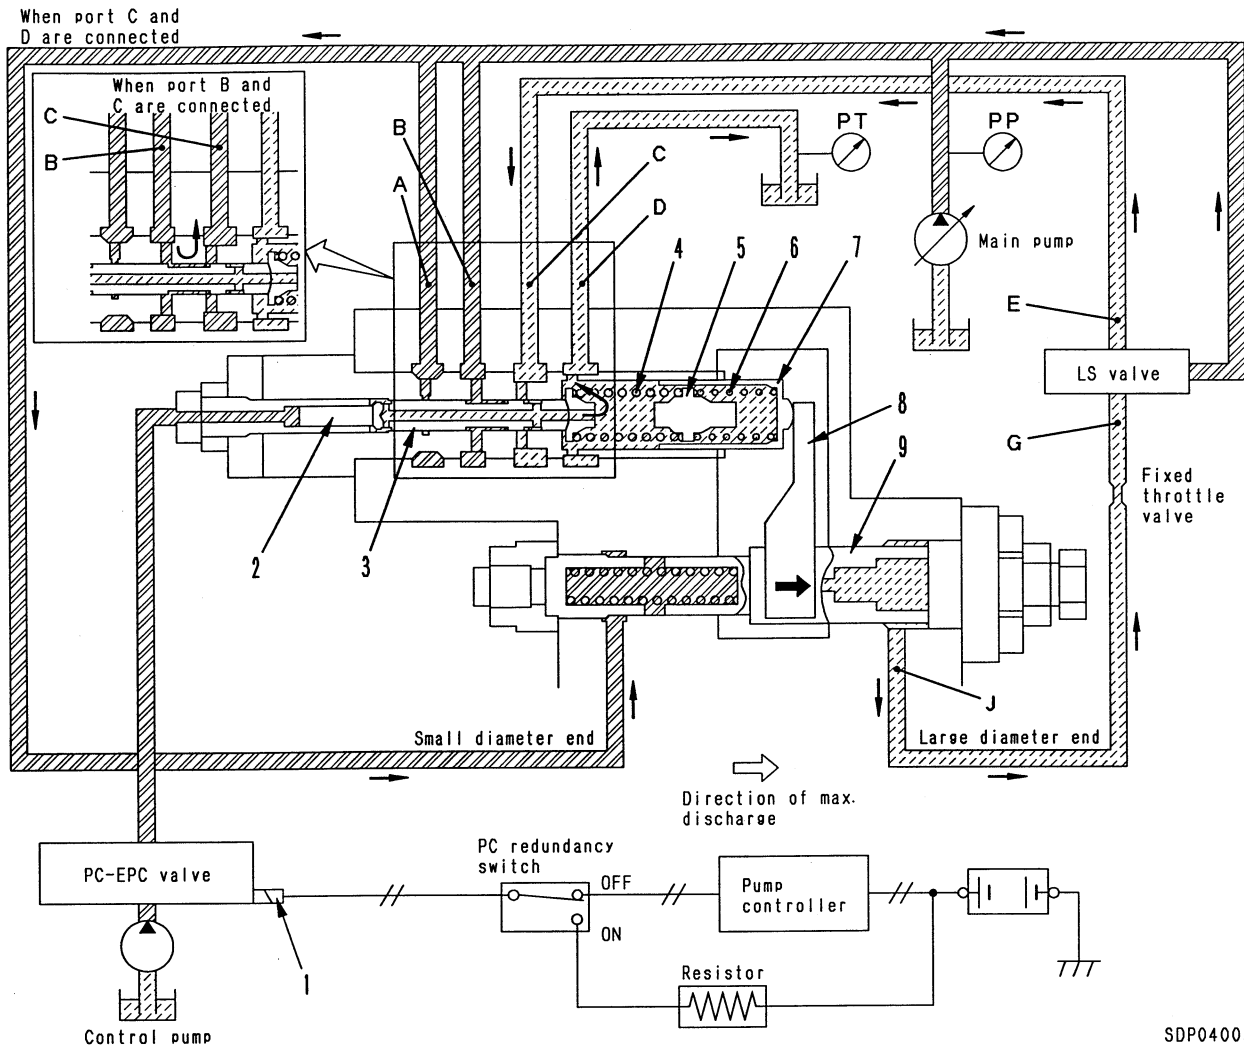 When port C and
D are connected
When port B and
C are connected
C
B
A
B
C
D
PT
PP
Main pump
4
5
6
7
E
LS valve
8
G
9
Fixed
throttle
valve
2
3
J
Small diameter end
Large diameter end
Direction of max.
discharge
PC redundancy
switch
PC-EPC valve
OFF
Pump
controller
ON
1
Resistor
Control pump
SDP0400